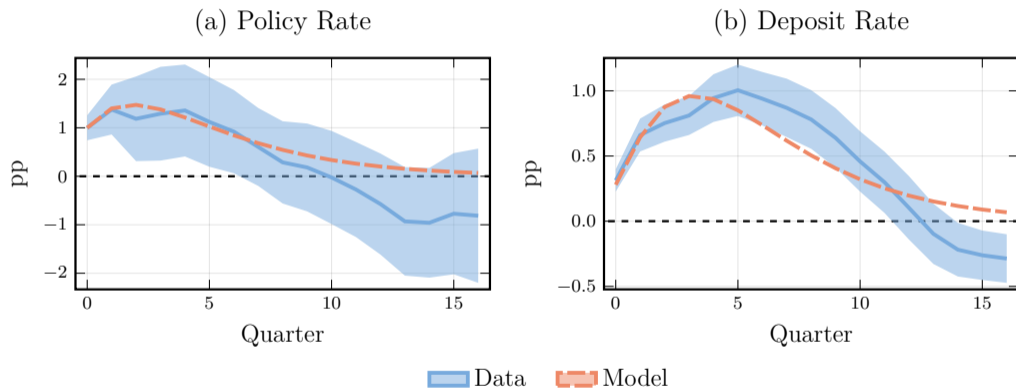 (a) Policy Rate
pp
2
1
0
−1
−2
0 5 10 15
Quarter
(b) Deposit Rate
pp
1.0
0.5
0.0
−0.5
0 5 10 15
Quarter
Data Model